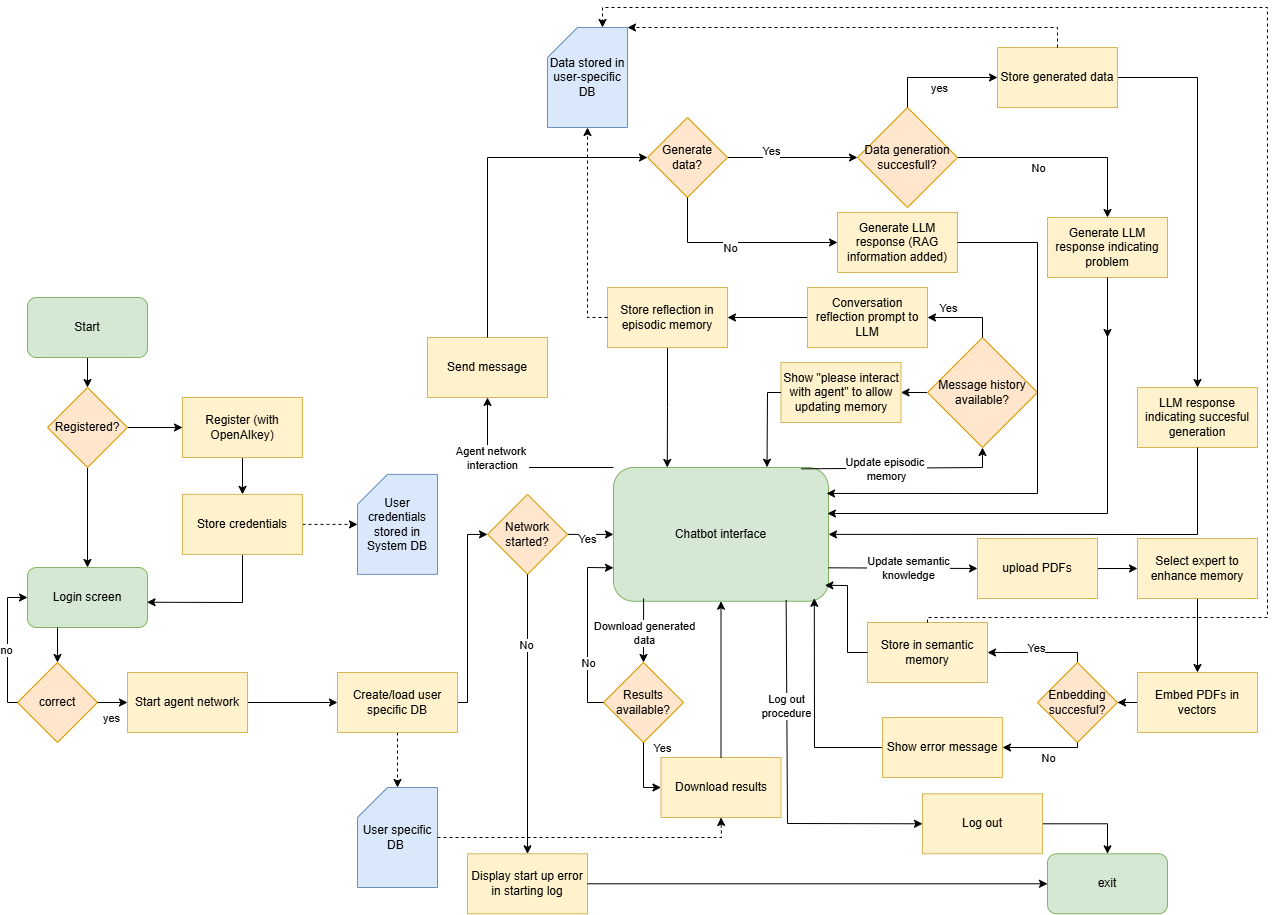 Data stored in
user-specific
DB
Store generated data
yes
Generate
data?
Yes
Data generation
succesfull?
No
No
Generate LLM
response (RAG
information added)
Generate LLM
response indicating
problem
Start
Store reflection in
episodic memory
Conversation
reflection prompt to
LLM
Yes
Send message
Show "please interact
with agent" to allow
updating memory
Message history
available?
LLM response
indicating succesful
generation
Registered?
Register (with
OpenAIkey)
Agent network
interaction
Update episodic
memory
Store credentials
User
credentials
stored in
System DB
Network
started?
Yes
Chatbot interface
Update semantic
knowledge
upload PDFs
Select expert to
enhance memory
Login screen
no
Download generated
data
No
No
Store in semantic
memory
Yes
correct
yes
Start agent network
Create/load user
specific DB
Results
available?
Log out
procedure
Enbedding
succesful?
Embed PDFs in
vectors
Yes
Show error message
No
Download results
User specific
DB
Log out
Display start up error
in starting log
exit